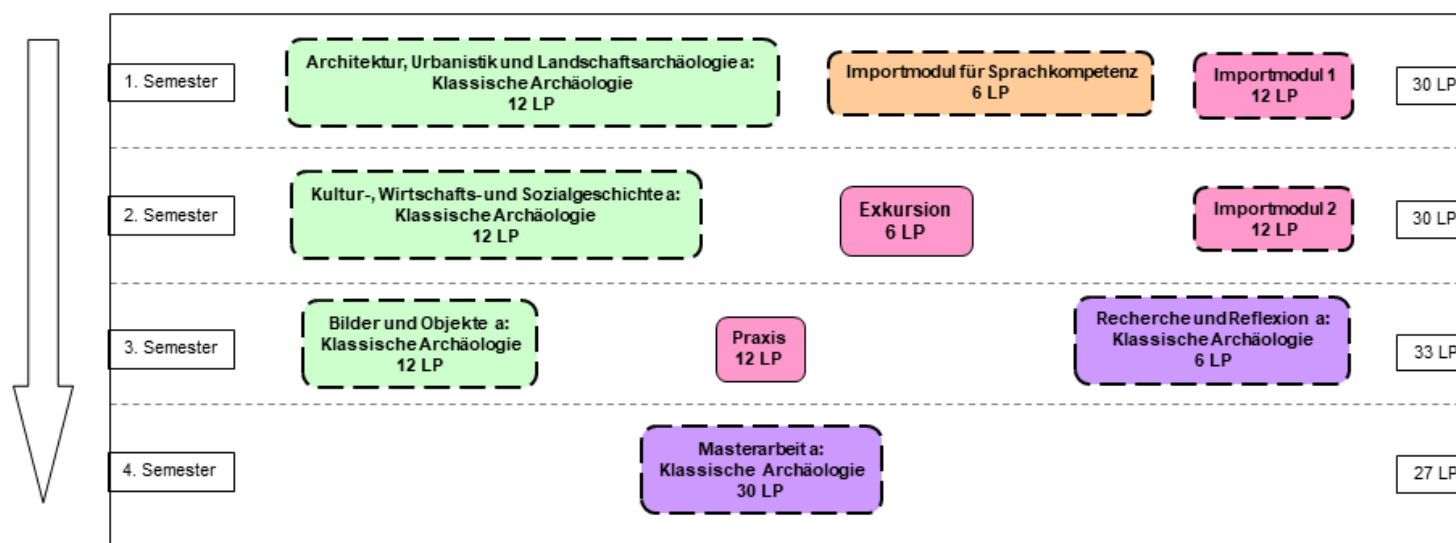 1. Semester
Architektur, Urbanistik und Landschaftsarchäologie a:
Klassische Archäologie
12 LP
Importmodul für Sprachkompetenz
6 LP
Importmodul 1
12 LP
30 LP
2. Semester
Kultur-, Wirtschafts- und Sozialgeschichte a:
Klassische Archäologie
12 LP
Exkursion
6 LP
Importmodul 2
12 LP
30 LP
3. Semester
Bilder und Objekte a:
Klassische Archäologie
12 LP
Praxis
12 LP
Recherche und Reflexion a:
Klassische Archäologie
6 LP
33 LP
4. Semester
Masterarbeit a:
Klassische Archäologie
30 LP
27 LP